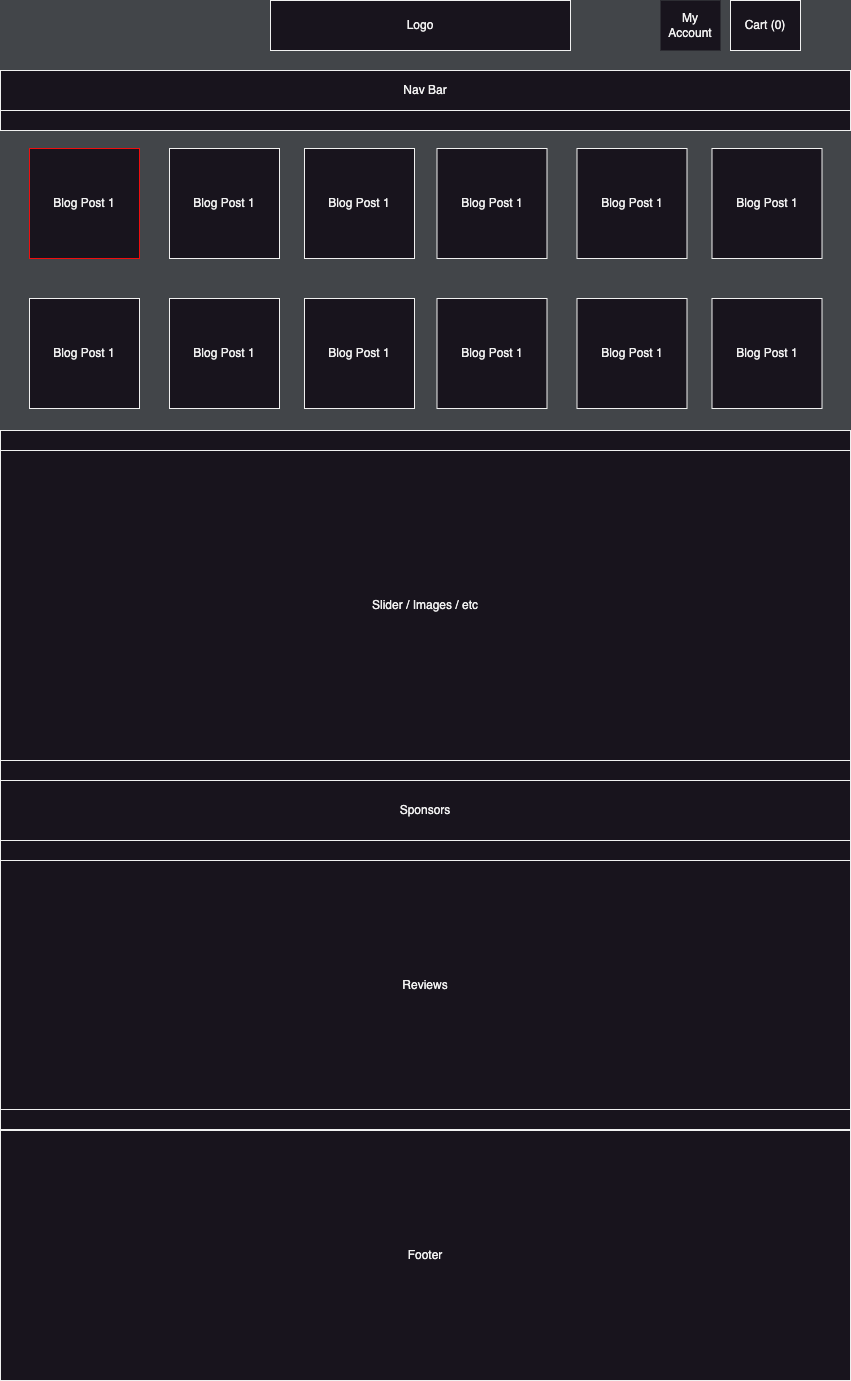 Logo
My
Account
Cart (0)
Nav Bar
Blog Post 1
Blog Post 1
Blog Post 1
Blog Post 1
Blog Post 1
Blog Post 1
Blog Post 1
Blog Post 1
Blog Post 1
Blog Post 1
Blog Post 1
Blog Post 1
Slider / Images / etc
Sponsors
Reviews
Footer